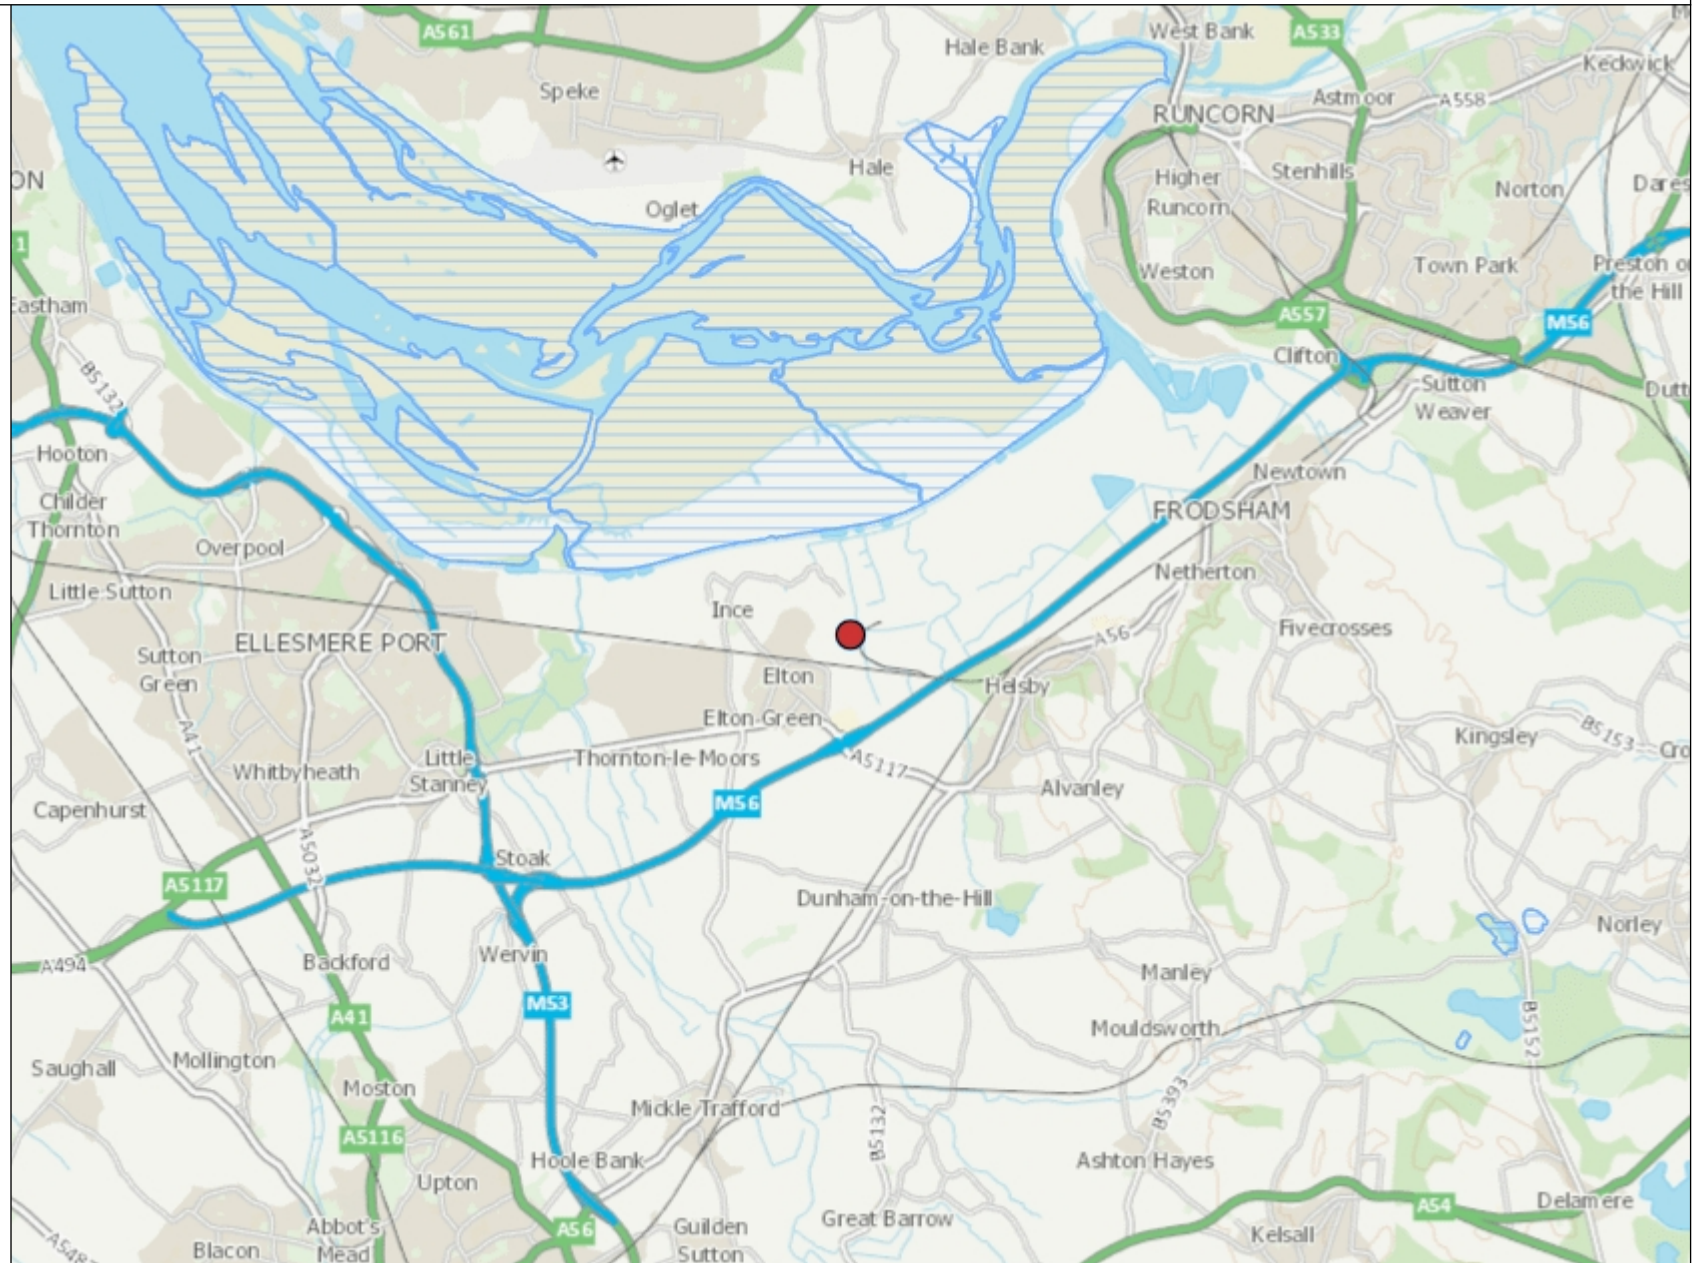 A561
West Bank
A533
Hale Bank
Keckwick
Speke
Astmoor
A558
RUNCORN
Hale
Stenhills
Higher
Runcorn
Norton
Oglet
1
Weston
Town Park
the Hill
Eastham
A557
M56
Clifton
B5132
Sutton
Weaver
Hooton
Newtown
Childer
Thornton
FRODSHAM
Overpool
Netherton
Little Sutton
Ince
Fivecrosses
ELLESMERE PORT
A56
Sutton
Green
Elton
Helsby
A41
Elton Green
Kingsley
B5153
Little
Stanney
Thornton-le-Moors
A5117
Whitbyheath
Alvanley
Capenhurst
M56
A5032
Stoak
A5117
Dunham-on-the-Hill
Norley
Wervin
A494
Backford
Manley
M53
A41
Mouldsworth
B5152
Saughall
Mollington
Moston
Mickle Trafford
B5393
A5116
B5132
Hoole Bank
Ashton Hayes
Upton
Delamere
A54
Abbot's
Mead
A56
Guilden
Sutton
Great Barrow
Kelsall
Blacon